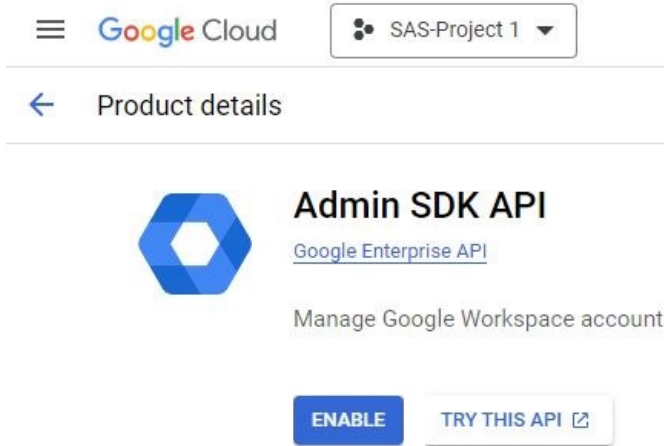 Google Cloud SAS-Project 1
Product details
Admin SDK API
Google Enterprise API
Manage Google Workspace account
ENABLE TRY THIS API